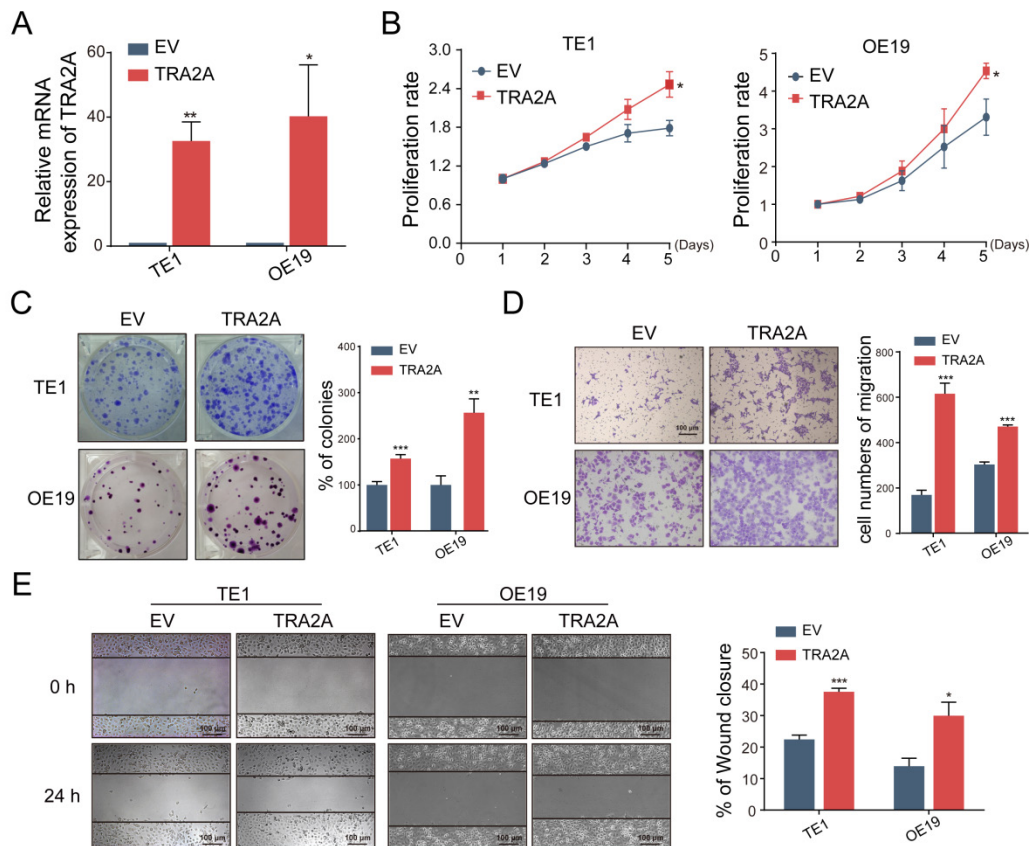 A
EV
TRA2A
Relative mRNA
expression of TRA2A
60
40
20
0
**
*
TE1
OE19
B
TE1
EV
TRA2A
Proliferation rate
3.0
2.4
1.8
1.2
0.6
0.0
*
0 1 2 3 4 5 (Days)
OE19
EV
TRA2A
Proliferation rate
5
4
3
2
1
0
*
0 1 2 3 4 5 (Days)
C
EV TRA2A
TE1
OE19
EV
TRA2A
% of colonies
400
300
200
100
0
***
**
TE1
OE19
D
EV TRA2A
TE1
100 μm
OE19
EV
TRA2A
cell numbers of migration
800
600
400
200
0
***
***
TE1
OE19
E
TE1 OE19
EV TRA2A EV TRA2A
0 h
100 μm 100 μm 100 μm 100 μm
24 h
100 μm 100 μm 100 μm 100 μm
EV
TRA2A
% of Wound closure
50
40
30
20
10
0
***
*
TE1
OE19